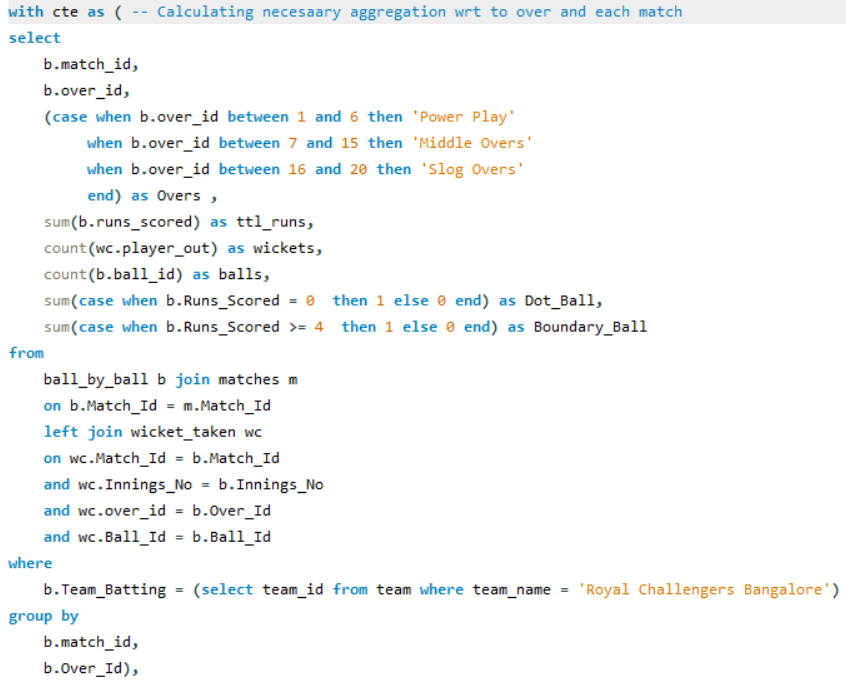 with cte as ( -- Calculating necesaary aggregation wrt to over and each match
select
    b.match_id,
    b.over_id,
    (case when b.over_id between 1 and 6 then 'Power Play'
         when b.over_id between 7 and 15 then 'Middle Overs'
         when b.over_id between 16 and 20 then 'Slog Overs'
         end) as Overs ,
    sum(b.runs_scored) as ttl_runs,
    count(wc.player_out) as wickets,
    count(b.ball_id) as balls,
    sum(case when b.Runs_Scored = 0  then 1 else 0 end) as Dot_Ball,
    sum(case when b.Runs_Scored >= 4  then 1 else 0 end) as Boundary_Ball
from
    ball_by_ball b join matches m
    on b.Match_Id = m.Match_Id
    left join wicket_taken wc
    on wc.Match_Id = b.Match_Id
    and wc.Innings_No = b.Innings_No
    and wc.over_id = b.Over_Id
    and wc.Ball_Id = b.Ball_Id
where
    b.Team_Batting = (select team_id from team where team_name = 'Royal Challengers Bangalore')
group by
    b.match_id,
    b.Over_Id),